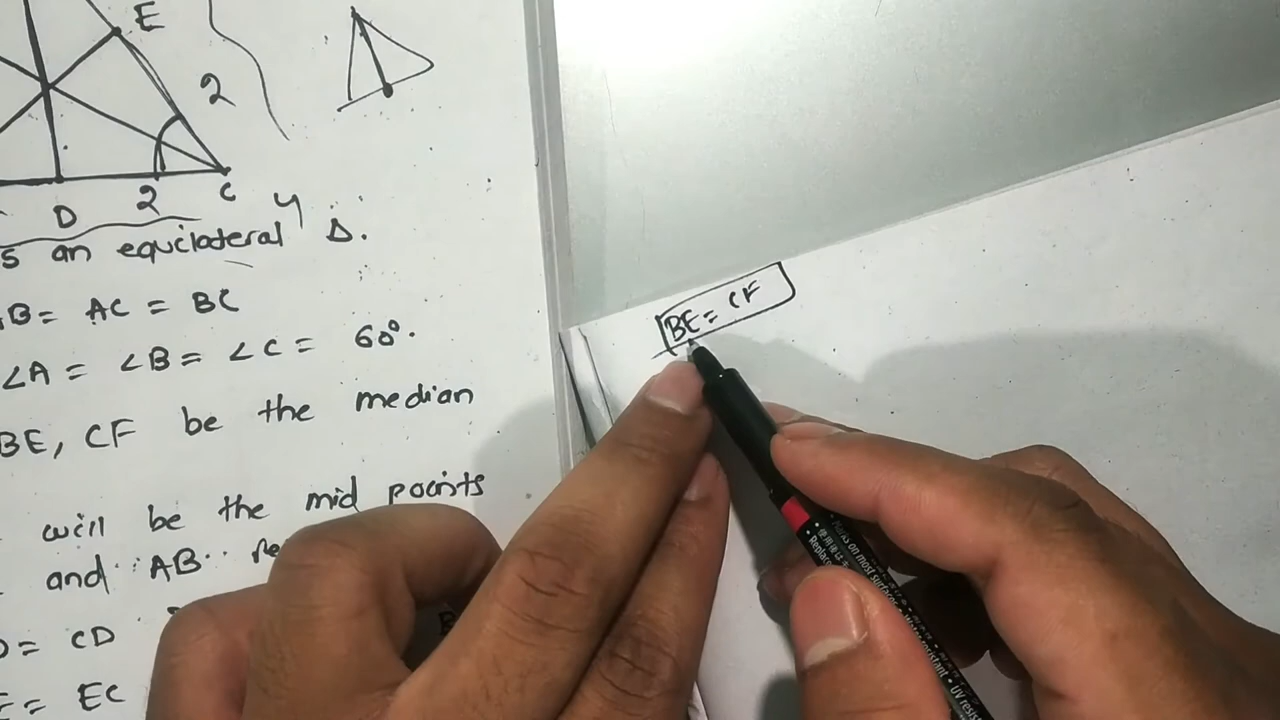 E
2
D 2 C 4
s an equilateral Δ.
B = AC = BC
∠A = ∠B = ∠C = 60°.
BE, CF be the median
will be the mid points
and AB
= CD
= EC
BE = CF